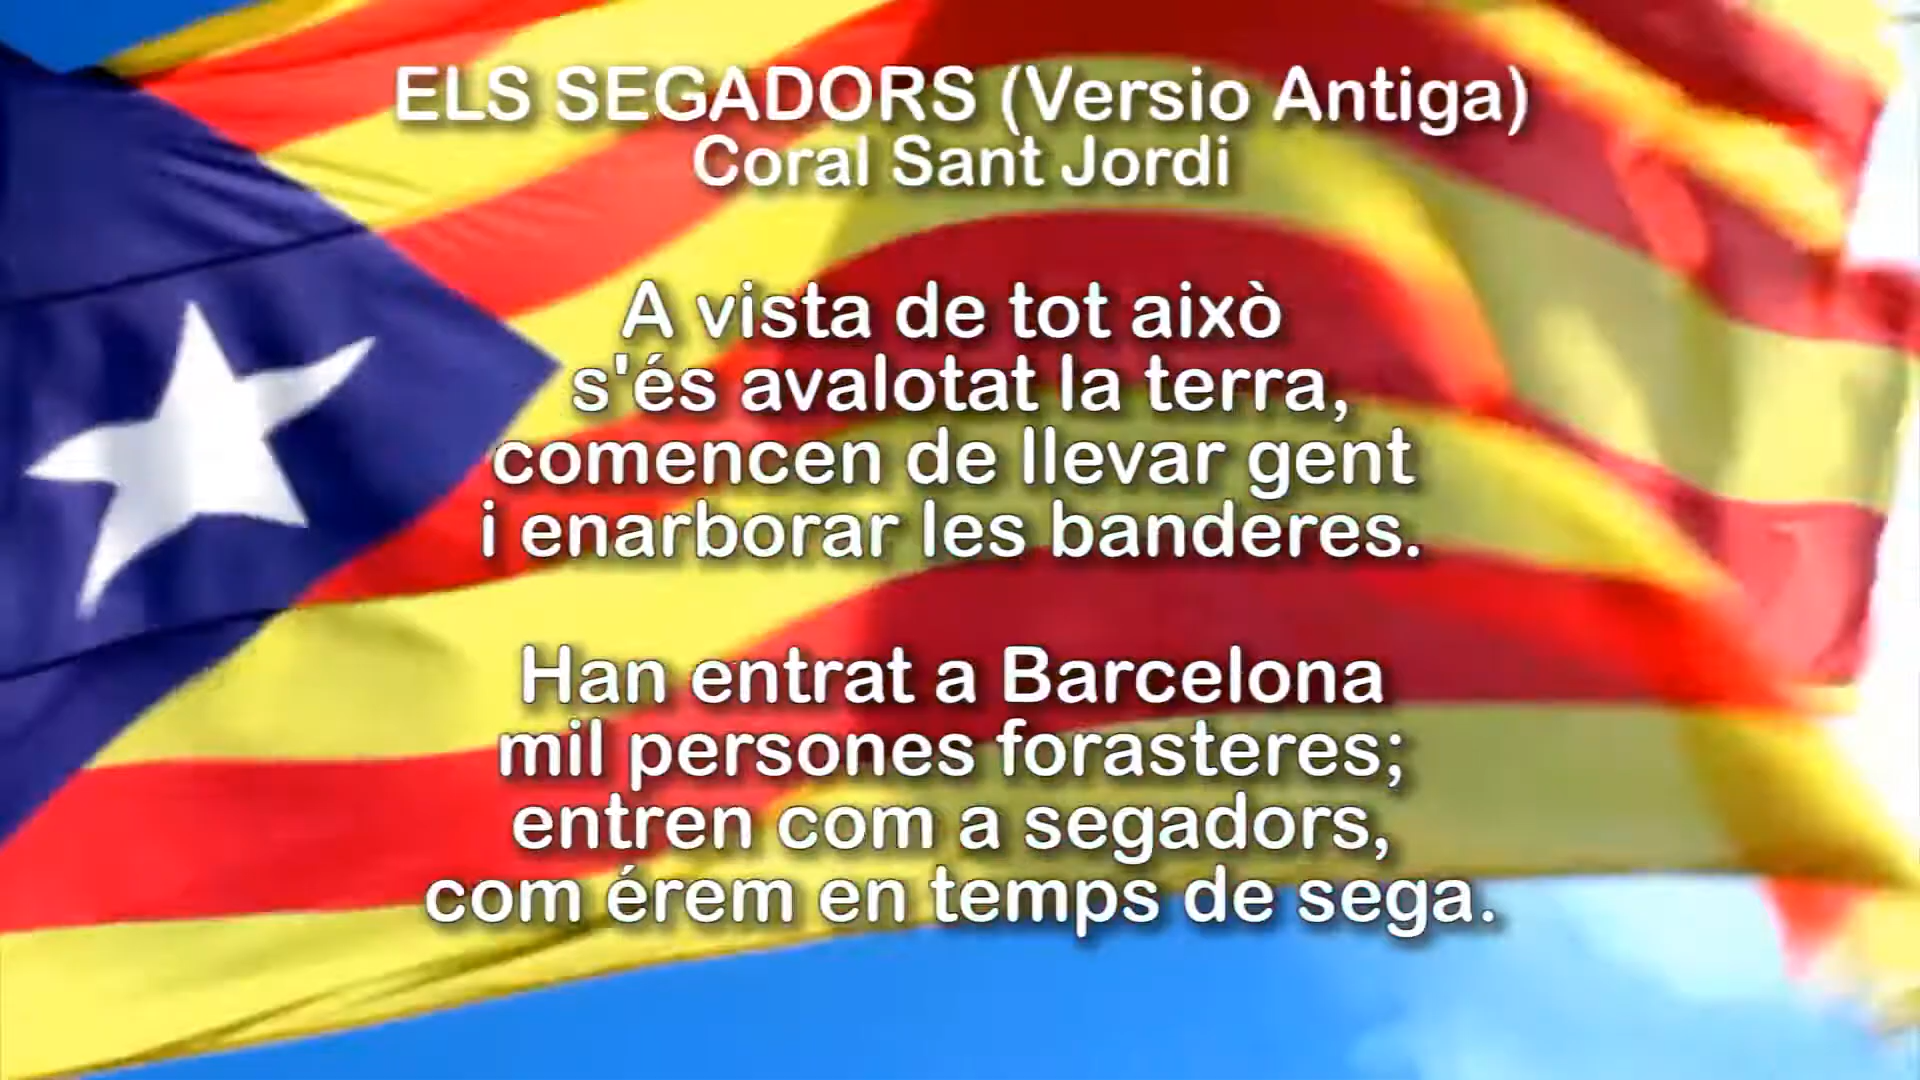 ELS SEGADORS (Versio Antiga)
Coral Sant Jordi
A vista de tot això
s'és avalotat la terra,
comencen de llevar gent
i enarborar les banderes.
Han entrat a Barcelona
mil persones forasteres;
entren com a segadors,
com érem en temps de sega.